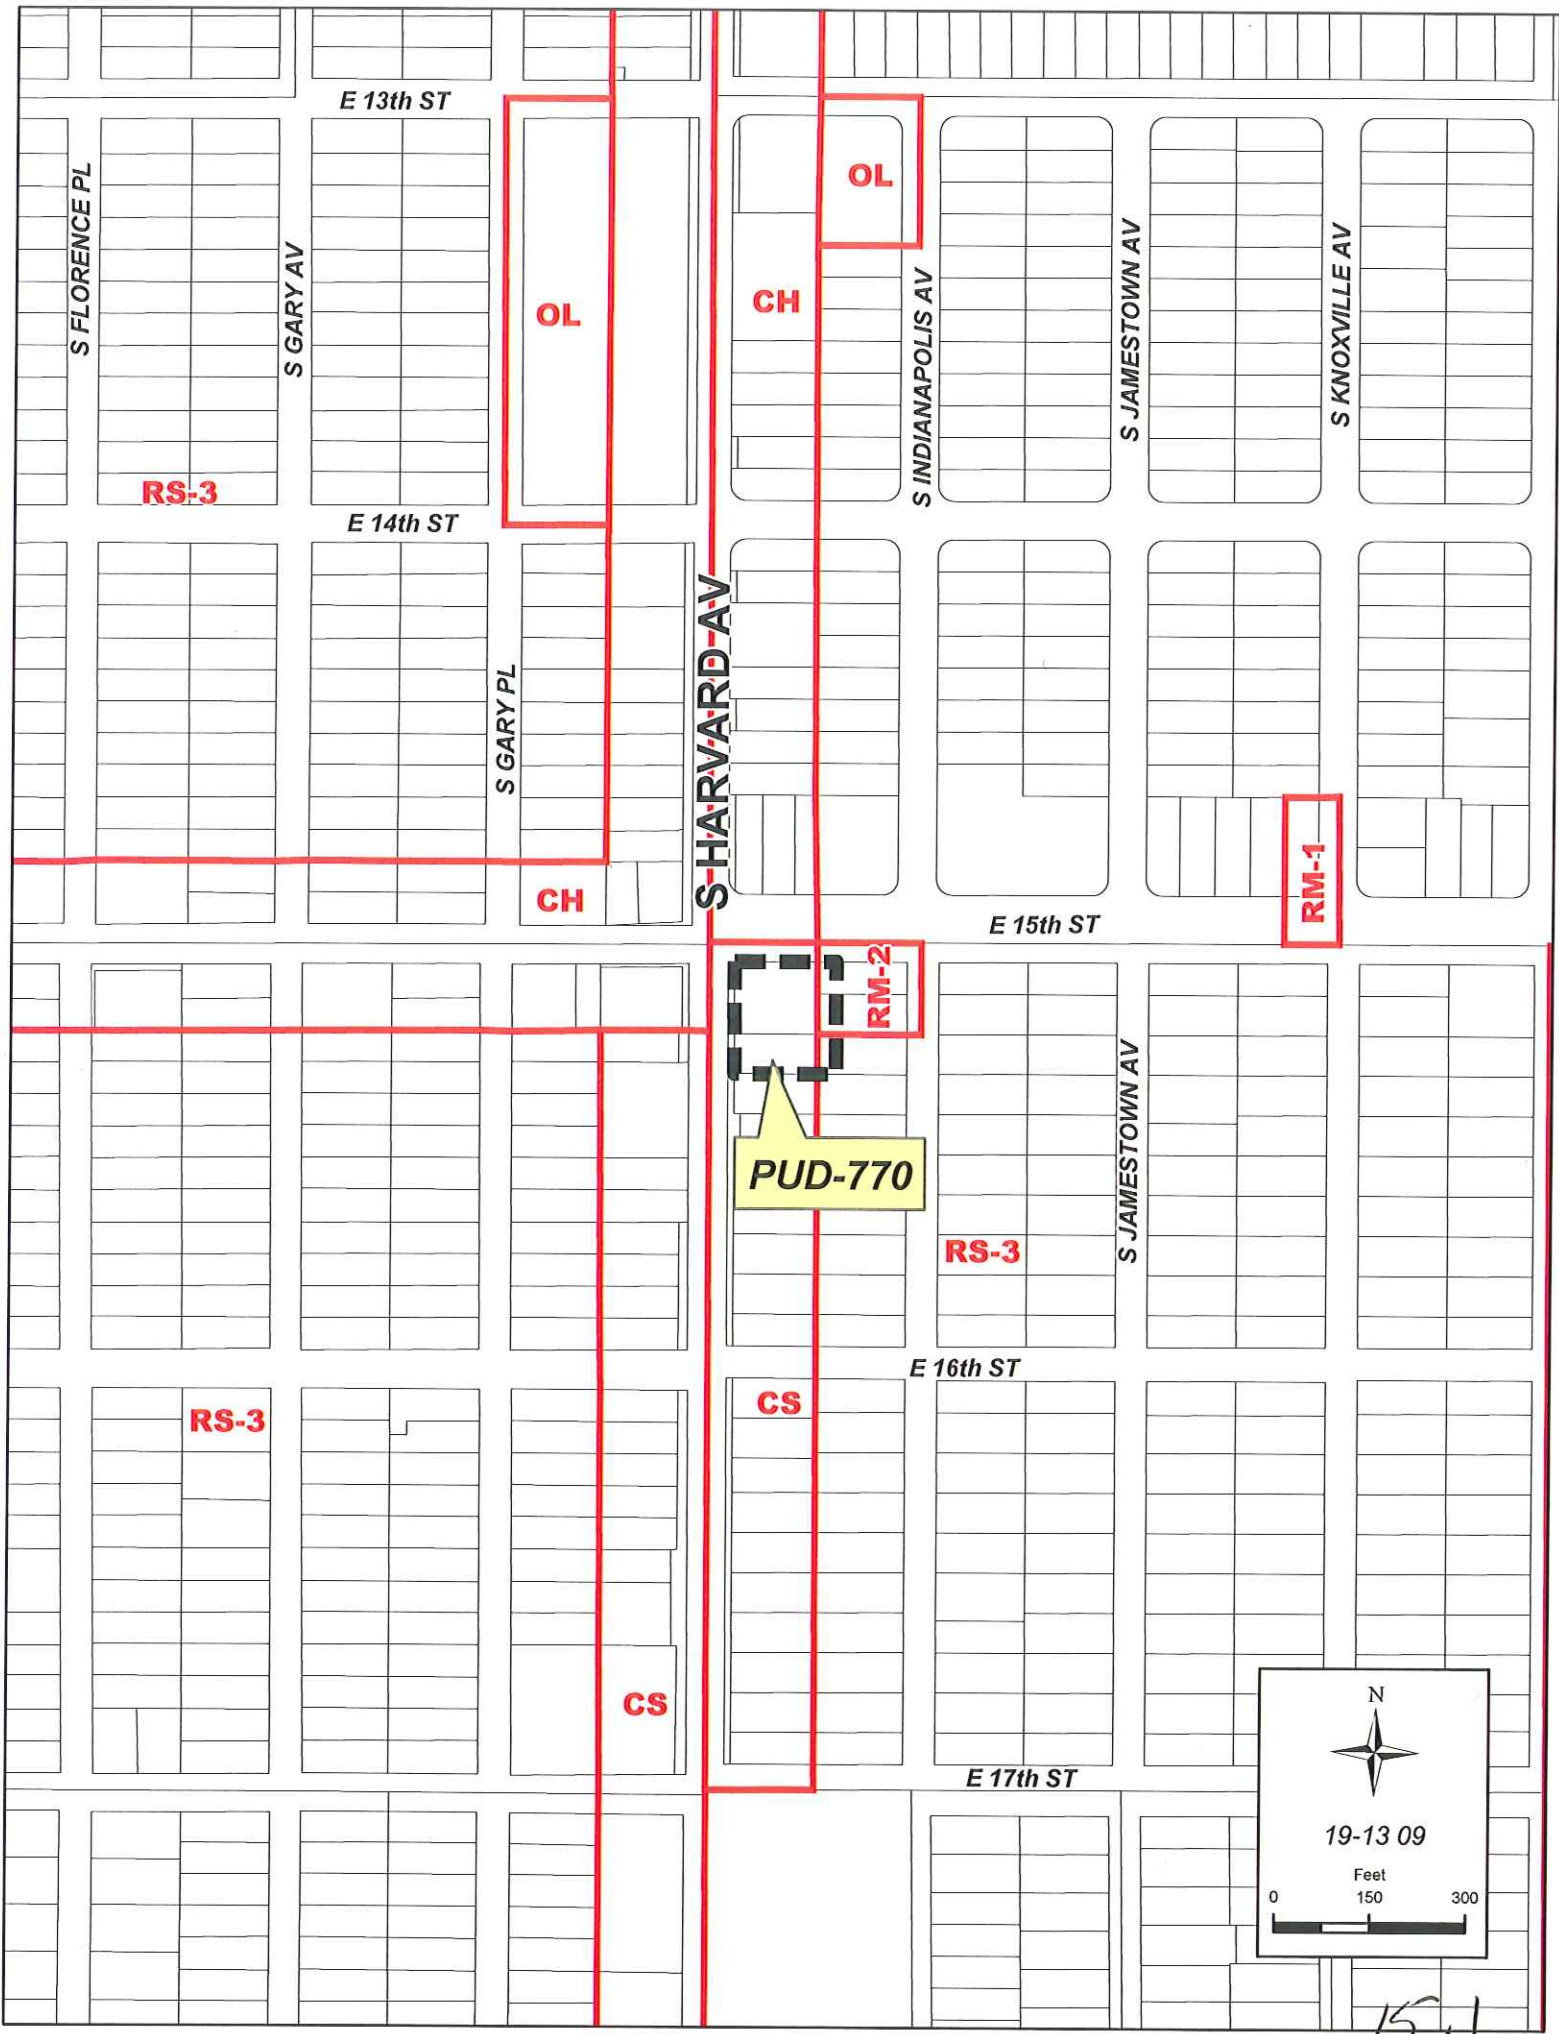 E 13th ST
S FLORENCE PL
S GARY AV
OL
OL
CH
S INDIANAPOLIS AV
S JAMESTOWN AV
S KNOXVILLE AV
RS-3
E 14th ST
S GARY PL
S HARVARD AV
CH
RM-1
E 15th ST
RM-2
PUD-770
S JAMESTOWN AV
RS-3
E 16th ST
RS-3
CS
CS
E 17th ST
N
19-13 09
Feet
0 150 300